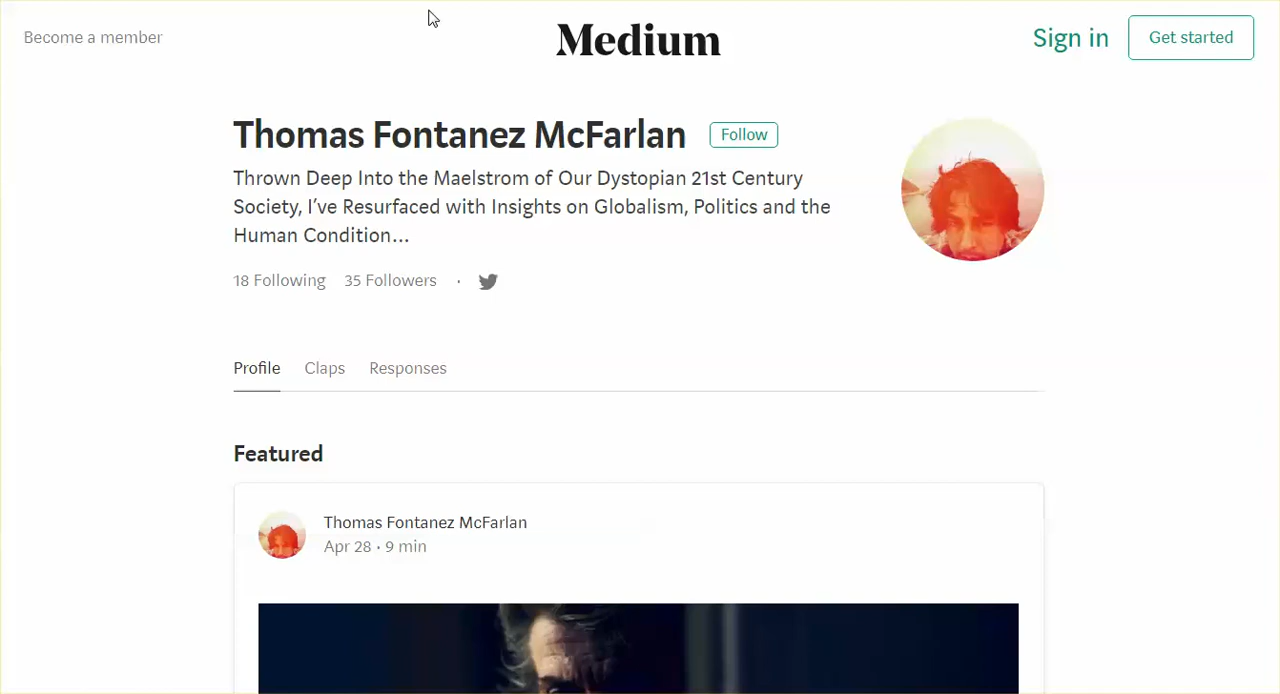 Become a member
Medium
Sign in
Get started
Thomas Fontanez McFarlan
Follow
Thrown Deep Into the Maelstrom of Our Dystopian 21st Century
Society, I’ve Resurfaced with Insights on Globalism, Politics and the
Human Condition…
18 Following 35 Followers ·
Profile Claps Responses
Featured
Thomas Fontanez McFarlan
Apr 28 · 9 min